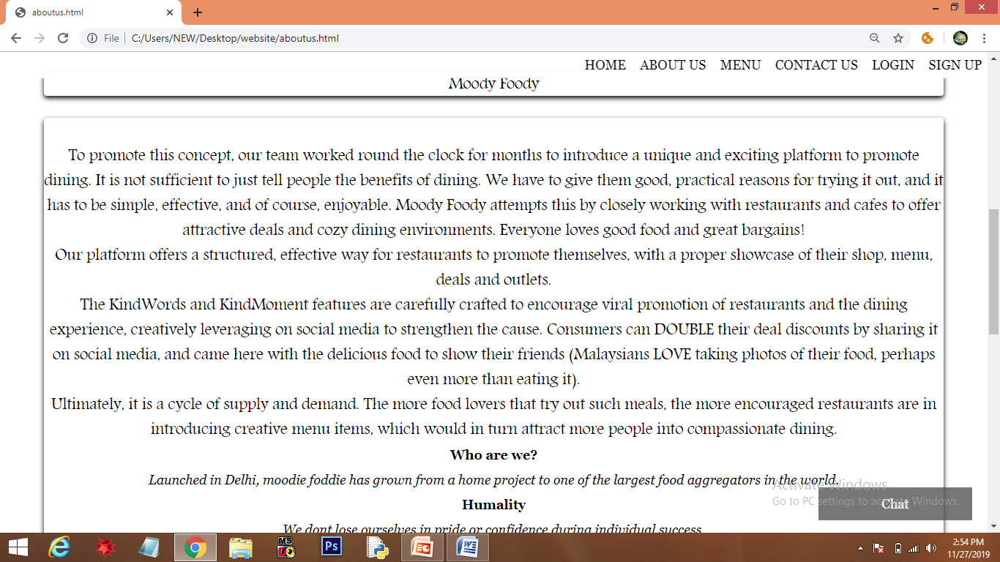 aboutus.html
File
C:/Users/NEW/Desktop/website/aboutus.html
HOME ABOUT US MENU CONTACT US LOGIN SIGN UP
Moody Foody
To promote this concept, our team worked round the clock for months to introduce a unique and exciting platform to promote
dining. It is not sufficient to just tell people the benefits of dining. We have to give them good, practical reasons for trying it out, and it
has to be simple, effective, and of course, enjoyable. Moody Foody attempts this by closely working with restaurants and cafes to offer
attractive deals and cozy dining environments. Everyone loves good food and great bargains!
Our platform offers a structured, effective way for restaurants to promote themselves, with a proper showcase of their shop, menu,
deals and outlets.
The KindWords and KindMoment features are carefully crafted to encourage viral promotion of restaurants and the dining
experience, creatively leveraging on social media to strengthen the cause. Consumers can DOUBLE their deal discounts by sharing it
on social media, and came here with the delicious food to show their friends (Malaysians LOVE taking photos of their food, perhaps
even more than eating it).
Ultimately, it is a cycle of supply and demand. The more food lovers that try out such meals, the more encouraged restaurants are in
introducing creative menu items, which would in turn attract more people into compassionate dining.
Who are we?
Launched in Delhi, moodie foddie has grown from a home project to one of the largest food aggregators in the world.
Activate Windows
Go to PC settings to activate Windows.
Chat
Humality
We dont lose ourselves in pride or confidence during individual success
MS
Ps
2:54 PM
11/27/2019